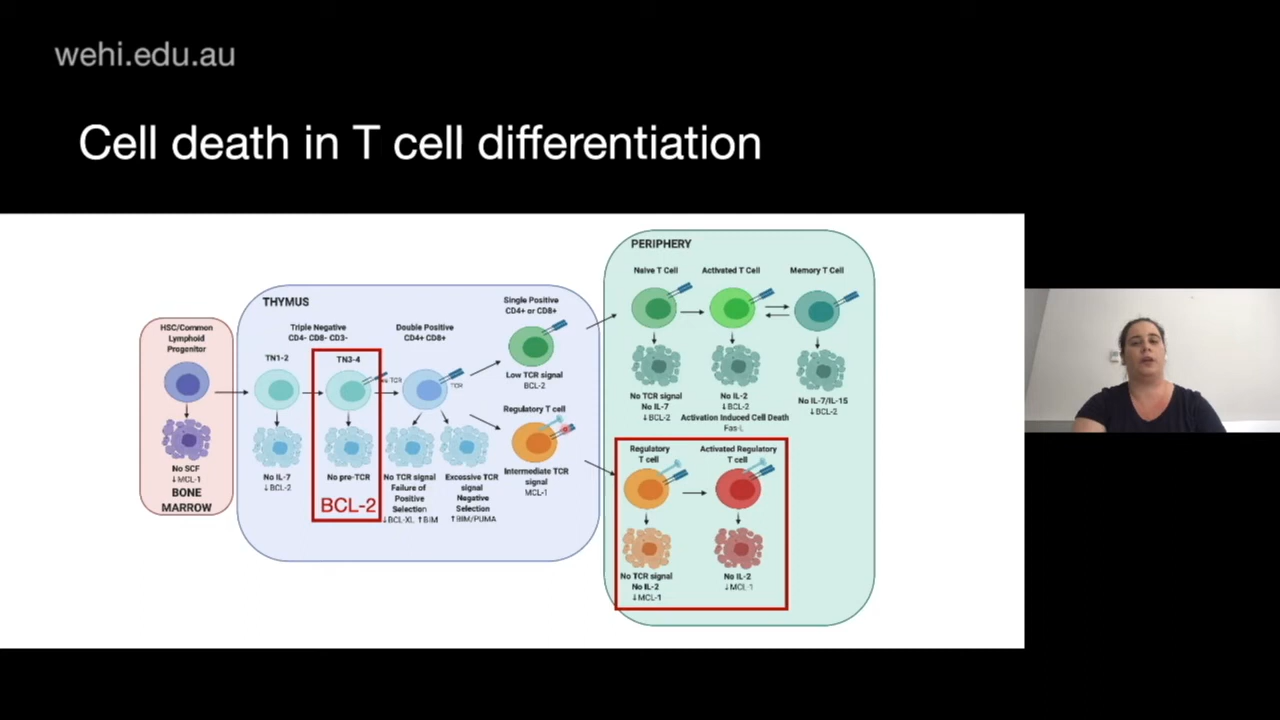 wehi.edu.au
Cell death in T cell differentiation
HSC/Common
Lymphoid
Progenitor
No SCF
↓MCL-1
BONE
MARROW
THYMUS
Triple Negative
CD4- CD8- CD3-
TN1-2
No IL-7
↓BCL-2
TN3-4
No pre-TCR
BCL-2
Double Positive
CD4+ CD8+
TCR
TCR
No TCR signal
Failure of
Positive
Selection
↓BCL-XL ↑BIM
Excessive TCR
signal
Negative
Selection
↑BIM/PUMA
Single Positive
CD4+ or CD8+
Low TCR signal
BCL-2
Regulatory T cell
Intermediate TCR
signal
MCL-1
PERIPHERY
Naive T Cell
No TCR signal
No IL-7
↓BCL-2
Activated T Cell
No IL-2
↓BCL-2
Activation Induced Cell Death
Fas-L
Memory T Cell
No IL-7/IL-15
↓BCL-2
Regulatory
T cell
No TCR signal
No IL-2
↓MCL-1
Activated Regulatory
T cell
No IL-2
↓MCL-1